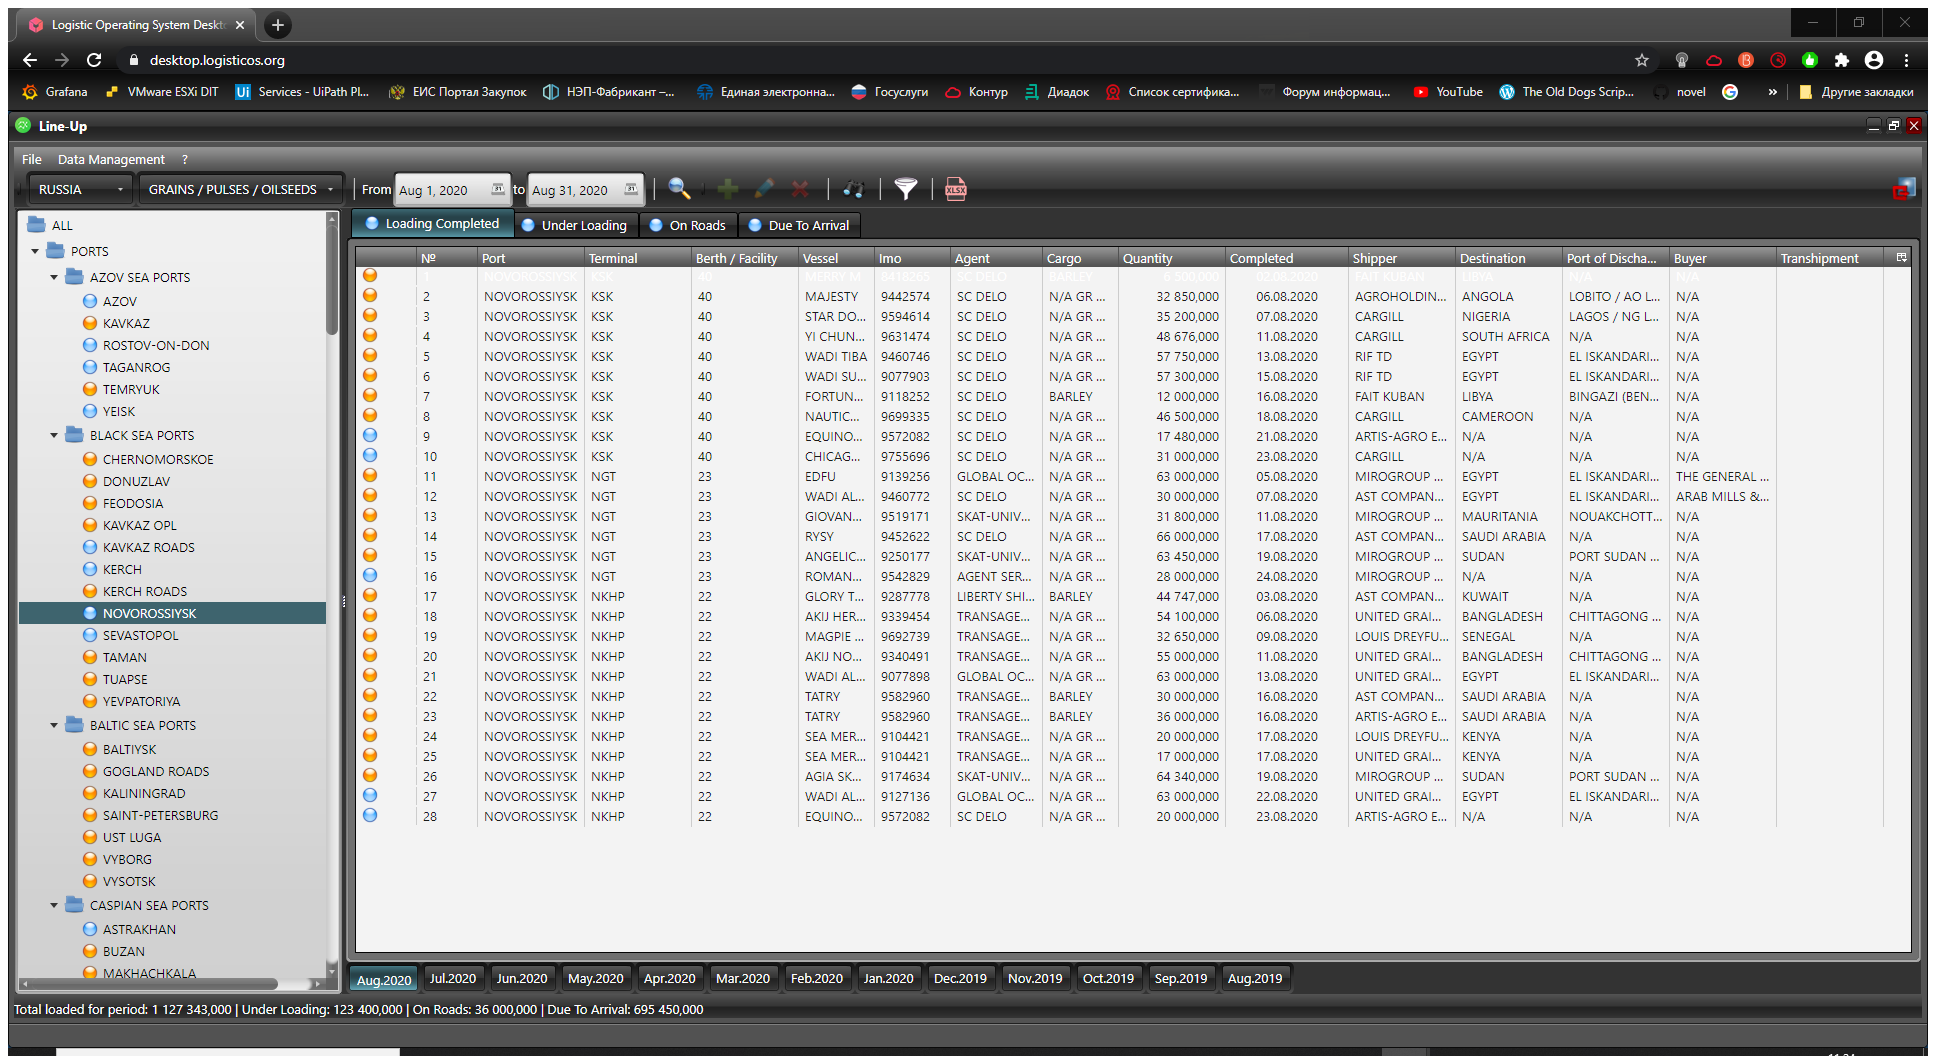 Logistic Operating System Deskt
desktop.logisticos.org
Grafana VMware ESXi DIT Services - UiPath Pl... ЕИС Портал Закупок НЭП-Фабрикант –... Единая электронна... Госуслуги Контур Диадок Список сертифика... Форум информац... YouTube The Old Dogs Scrip... novel » Другие закладки
Line-Up
File Data Management ?
RUSSIA GRAINS / PULSES / OILSEEDS From Aug 1, 2020 to Aug 31, 2020 XLSX
Loading Completed Under Loading On Roads Due To Arrival
ALL
PORTS
AZOV SEA PORTS
AZOV
KAVKAZ
ROSTOV-ON-DON
TAGANROG
TEMRYUK
YEISK
BLACK SEA PORTS
CHERNOMORSKOE
DONUZLAV
FEODOSIA
KAVKAZ OPL
KAVKAZ ROADS
KERCH
KERCH ROADS
NOVOROSSIYSK
SEVASTOPOL
TAMAN
TUAPSE
YEVPATORIYA
BALTIC SEA PORTS
BALTIYSK
GOGLAND ROADS
KALININGRAD
SAINT-PETERSBURG
UST LUGA
VYBORG
VYSOTSK
CASPIAN SEA PORTS
ASTRAKHAN
BUZAN
MAKHACHKALA
№ Port Terminal Berth / Facility Vessel Imo Agent Cargo Quantity Completed Shipper Destination Port of Discha... Buyer Transhipment
1 NOVOROSSIYSK KSK 40 MERRY M 8418265 SC DELO BARLEY 6 500,000 02.08.2020 FAIT KUBAN LIBYA N/A N/A
2 NOVOROSSIYSK KSK 40 MAJESTY 9442574 SC DELO N/A GR ... 32 850,000 06.08.2020 AGROHOLDIN... ANGOLA LOBITO / AO L... N/A
3 NOVOROSSIYSK KSK 40 STAR DO... 9594614 SC DELO N/A GR ... 35 200,000 07.08.2020 CARGILL NIGERIA LAGOS / NG L... N/A
4 NOVOROSSIYSK KSK 40 YI CHUN... 9631474 SC DELO N/A GR ... 48 676,000 11.08.2020 CARGILL SOUTH AFRICA N/A N/A
5 NOVOROSSIYSK KSK 40 WADI TIBA 9460746 SC DELO N/A GR ... 57 750,000 13.08.2020 RIF TD EGYPT EL ISKANDARI... N/A
6 NOVOROSSIYSK KSK 40 WADI SU... 9077903 SC DELO N/A GR ... 57 300,000 15.08.2020 RIF TD EGYPT EL ISKANDARI... N/A
7 NOVOROSSIYSK KSK 40 FORTUN... 9118252 SC DELO BARLEY 12 000,000 16.08.2020 FAIT KUBAN LIBYA BINGAZI (BEN... N/A
8 NOVOROSSIYSK KSK 40 NAUTIC... 9699335 SC DELO N/A GR ... 46 500,000 18.08.2020 CARGILL CAMEROON N/A N/A
9 NOVOROSSIYSK KSK 40 EQUINO... 9572082 SC DELO N/A GR ... 17 480,000 21.08.2020 ARTIS-AGRO E... N/A N/A N/A
10 NOVOROSSIYSK KSK 40 CHICAG... 9755696 SC DELO N/A GR ... 31 000,000 23.08.2020 CARGILL N/A N/A N/A
11 NOVOROSSIYSK NGT 23 EDFU 9139256 GLOBAL OC... N/A GR ... 63 000,000 05.08.2020 MIROGROUP ... EGYPT EL ISKANDARI... THE GENERAL ...
12 NOVOROSSIYSK NGT 23 WADI AL... 9460772 SC DELO N/A GR ... 30 000,000 07.08.2020 AST COMPAN... EGYPT EL ISKANDARI... ARAB MILLS &...
13 NOVOROSSIYSK NGT 23 GIOVAN... 9519171 SKAT-UNIV... N/A GR ... 31 800,000 11.08.2020 MIROGROUP ... MAURITANIA NOUAKCHOTT... N/A
14 NOVOROSSIYSK NGT 23 RYSY 9452622 SC DELO N/A GR ... 66 000,000 17.08.2020 AST COMPAN... SAUDI ARABIA N/A N/A
15 NOVOROSSIYSK NGT 23 ANGELIC... 9250177 SKAT-UNIV... N/A GR ... 63 450,000 19.08.2020 MIROGROUP ... SUDAN PORT SUDAN ... N/A
16 NOVOROSSIYSK NGT 23 ROMAN... 9542829 AGENT SER... N/A GR ... 28 000,000 24.08.2020 MIROGROUP ... N/A N/A N/A
17 NOVOROSSIYSK NKHP 22 GLORY T... 9287778 LIBERTY SHI... BARLEY 44 747,000 03.08.2020 AST COMPAN... KUWAIT N/A N/A
18 NOVOROSSIYSK NKHP 22 AKIJ HER... 9339454 TRANSAGE... N/A GR ... 54 100,000 06.08.2020 UNITED GRAI... BANGLADESH CHITTAGONG ... N/A
19 NOVOROSSIYSK NKHP 22 MAGPIE ... 9692739 TRANSAGE... N/A GR ... 32 650,000 09.08.2020 LOUIS DREYFU... SENEGAL N/A N/A
20 NOVOROSSIYSK NKHP 22 AKIJ NO... 9340491 TRANSAGE... N/A GR ... 55 000,000 11.08.2020 UNITED GRAI... BANGLADESH CHITTAGONG ... N/A
21 NOVOROSSIYSK NKHP 22 WADI AL... 9077898 GLOBAL OC... N/A GR ... 63 000,000 13.08.2020 UNITED GRAI... EGYPT EL ISKANDARI... N/A
22 NOVOROSSIYSK NKHP 22 TATRY 9582960 TRANSAGE... BARLEY 30 000,000 16.08.2020 AST COMPAN... SAUDI ARABIA N/A N/A
23 NOVOROSSIYSK NKHP 22 TATRY 9582960 TRANSAGE... BARLEY 36 000,000 16.08.2020 ARTIS-AGRO E... SAUDI ARABIA N/A N/A
24 NOVOROSSIYSK NKHP 22 SEA MER... 9104421 TRANSAGE... N/A GR ... 20 000,000 17.08.2020 LOUIS DREYFU... KENYA N/A N/A
25 NOVOROSSIYSK NKHP 22 SEA MER... 9104421 TRANSAGE... N/A GR ... 17 000,000 17.08.2020 UNITED GRAI... KENYA N/A N/A
26 NOVOROSSIYSK NKHP 22 AGIA SK... 9174634 SKAT-UNIV... N/A GR ... 64 340,000 19.08.2020 MIROGROUP ... SUDAN PORT SUDAN ... N/A
27 NOVOROSSIYSK NKHP 22 WADI AL... 9127136 GLOBAL OC... N/A GR ... 63 000,000 22.08.2020 UNITED GRAI... EGYPT EL ISKANDARI... N/A
28 NOVOROSSIYSK NKHP 22 EQUINO... 9572082 SC DELO N/A GR ... 20 000,000 23.08.2020 ARTIS-AGRO E... N/A N/A N/A
Aug.2020 Jul.2020 Jun.2020 May.2020 Apr.2020 Mar.2020 Feb.2020 Jan.2020 Dec.2019 Nov.2019 Oct.2019 Sep.2019 Aug.2019
Total loaded for period: 1 127 343,000 | Under Loading: 123 400,000 | On Roads: 36 000,000 | Due To Arrival: 695 450,000